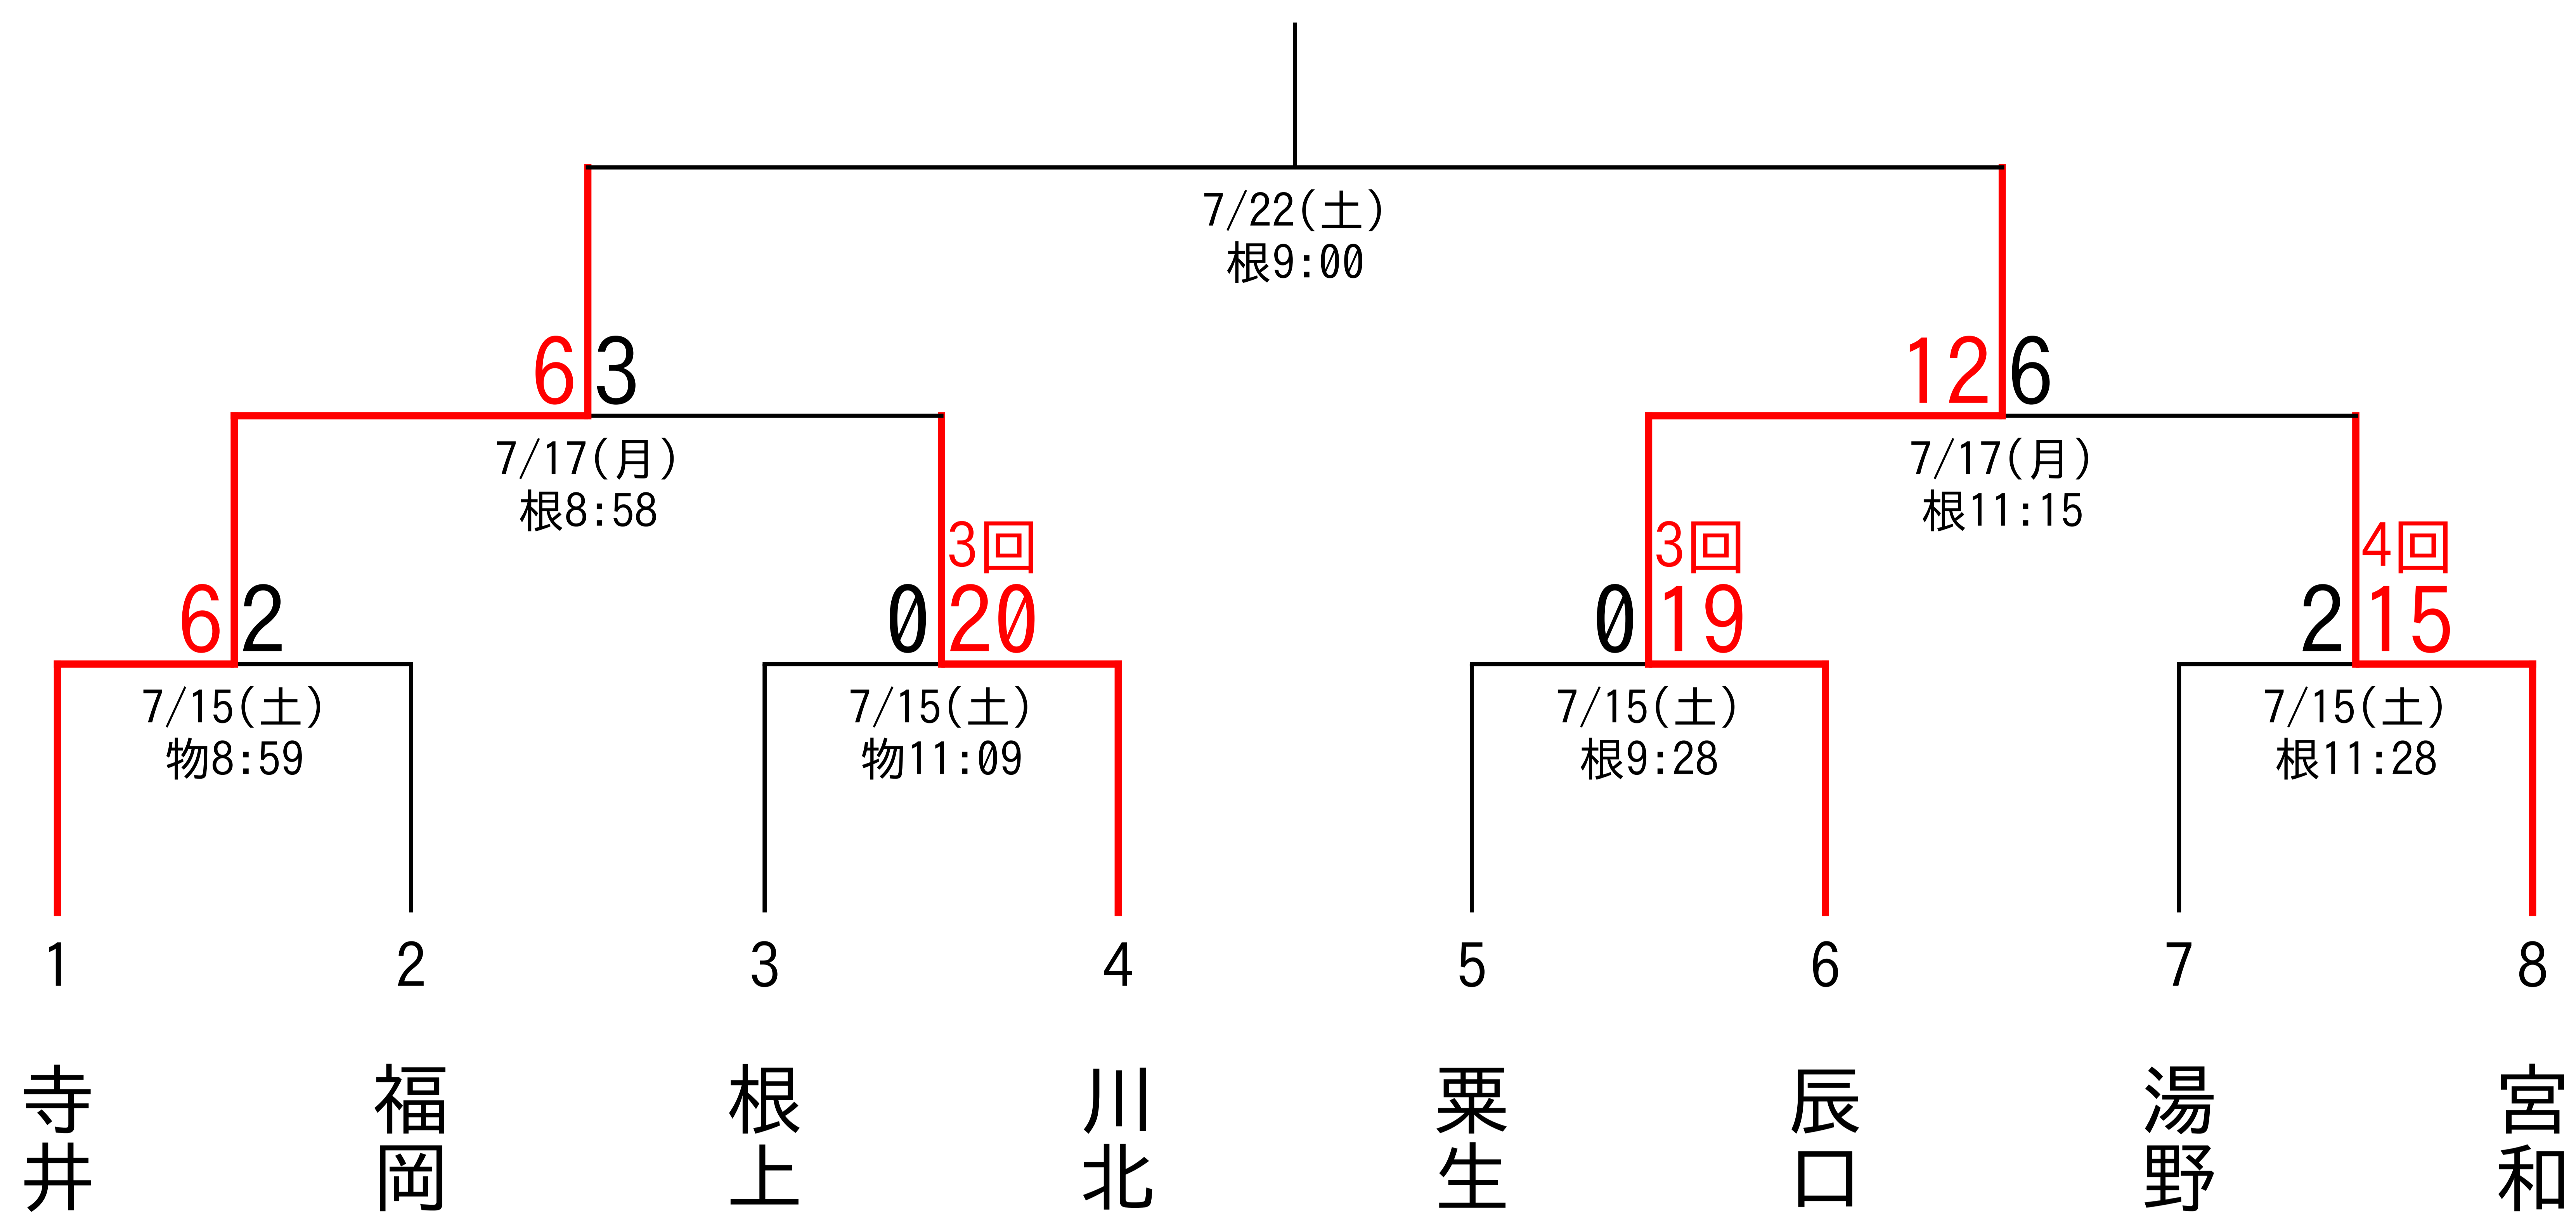 7/22(土)
根9:00
6 3
12 6
7/17(月)
根8:58
7/17(月)
根11:15
3回
3回
4回
6 2
0 20
0 19
2 15
7/15(土)
物8:59
7/15(土)
物11:09
7/15(土)
根9:28
7/15(土)
根11:28
1 2 3 4 5 6 7 8
寺井
福岡
根上
川北
粟生
辰口
湯野
宮和